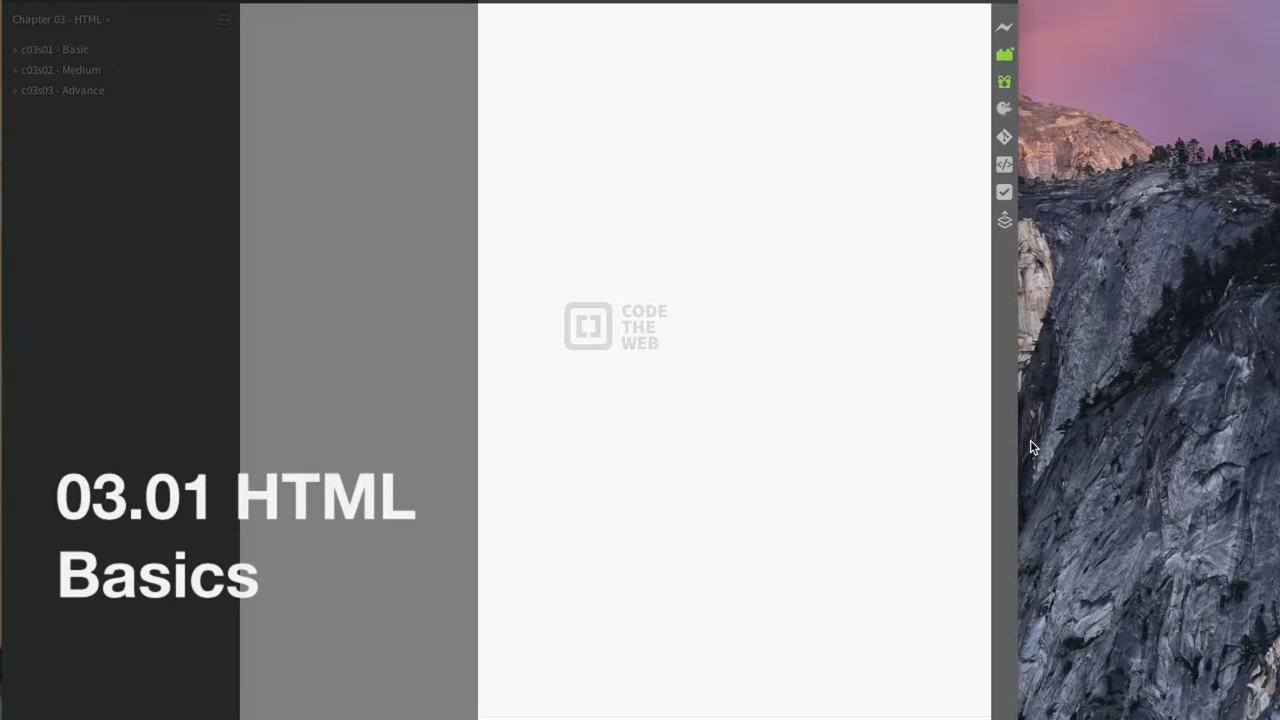 Chapter 03 - HTML
c03s01 - Basic
c03s02 - Medium
c03s03 - Advance
CODE
THE
WEB
03.01 HTML
Basics